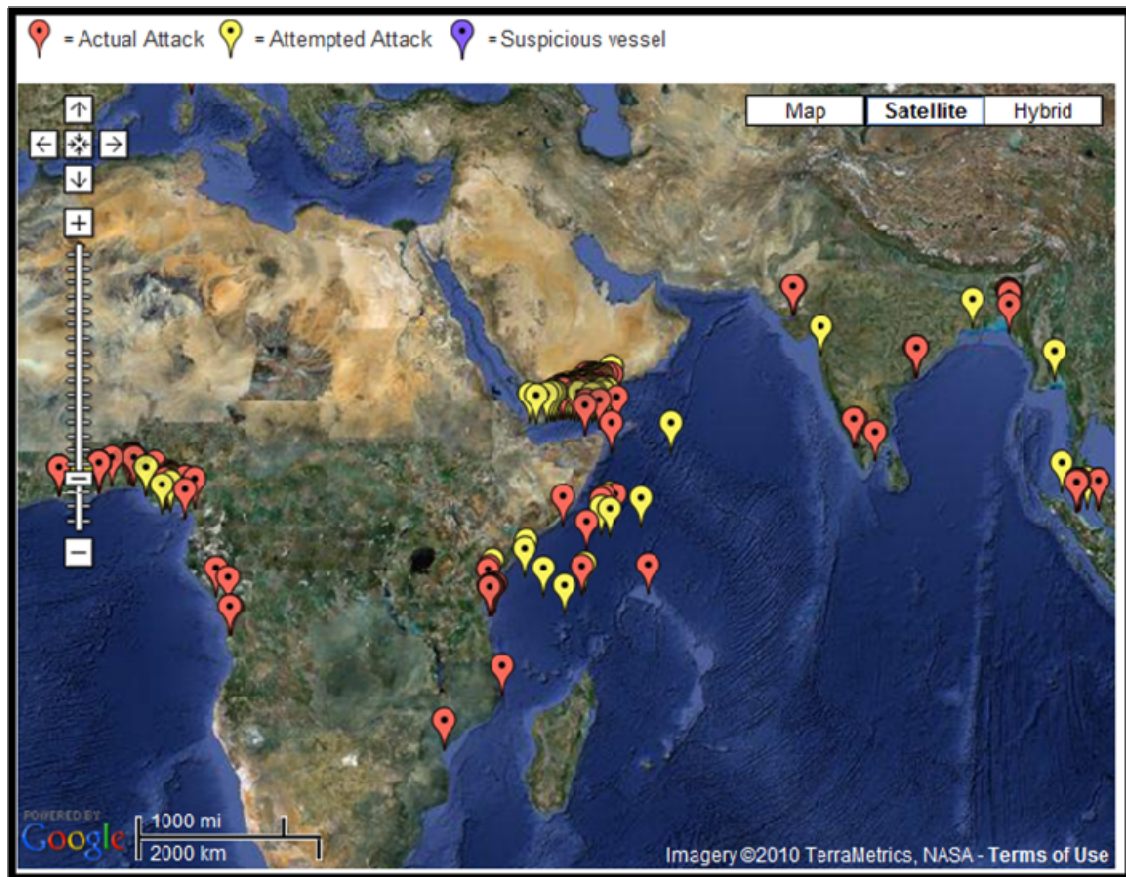 = Actual Attack = Attempted Attack = Suspicious vessel
Map Satellite Hybrid
POWERED BY
Google
1000 mi
2000 km
Imagery ©2010 TerraMetrics, NASA - Terms of Use